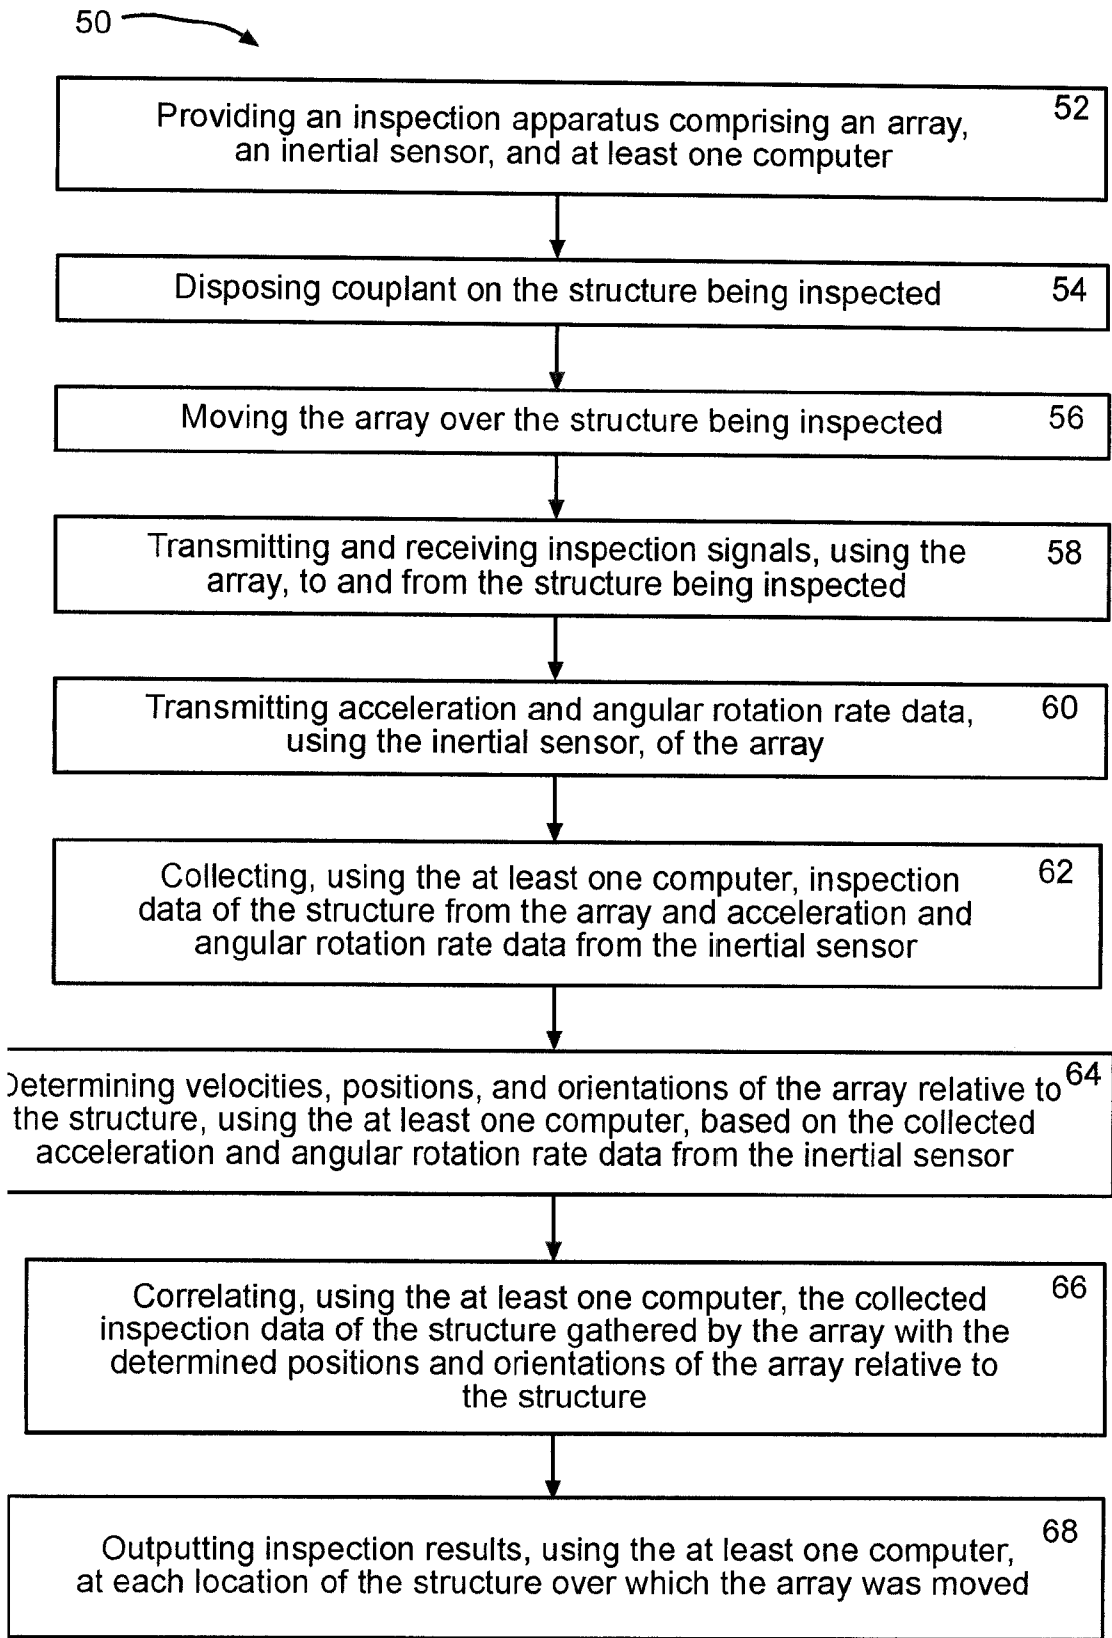 50
52
Providing an inspection apparatus comprising an array,
an inertial sensor, and at least one computer
Disposing couplant on the structure being inspected 54
Moving the array over the structure being inspected 56
Transmitting and receiving inspection signals, using the 58
array, to and from the structure being inspected
Transmitting acceleration and angular rotation rate data, 60
using the inertial sensor, of the array
Collecting, using the at least one computer, inspection 62
data of the structure from the array and acceleration and
angular rotation rate data from the inertial sensor
Determining velocities, positions, and orientations of the array relative to 64
the structure, using the at least one computer, based on the collected
acceleration and angular rotation rate data from the inertial sensor
66
Correlating, using the at least one computer, the collected
inspection data of the structure gathered by the array with the
determined positions and orientations of the array relative to
the structure
68
Outputting inspection results, using the at least one computer,
at each location of the structure over which the array was moved